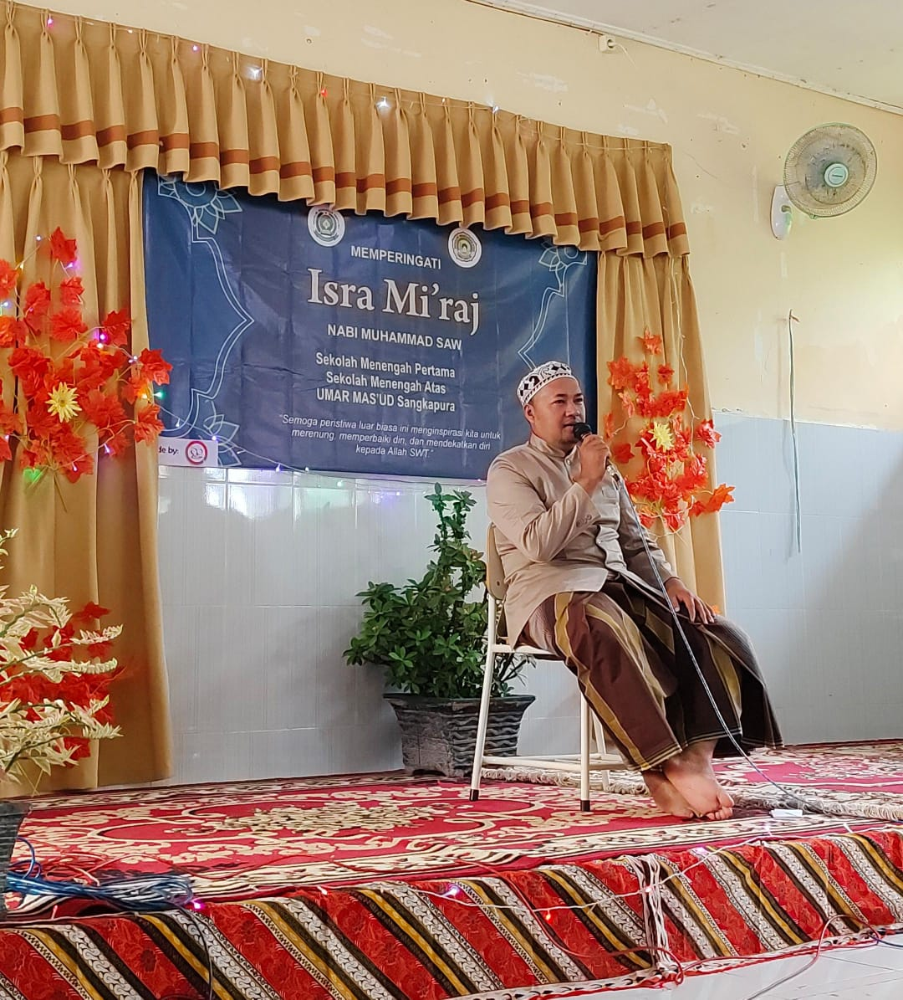 MEMPERINGATI
Isra Mi'raj
NABI MUHAMMAD SAW
Sekolah Menengah Pertama
Sekolah Menengah Atas
UMAR MAS'UD Sangkapura
"Semoga peristiwa luar biasa ini menginspirasi kita untuk
merenung, memperbaiki diri, dan mendekatkan diri
kepada Allah SWT."
de by: